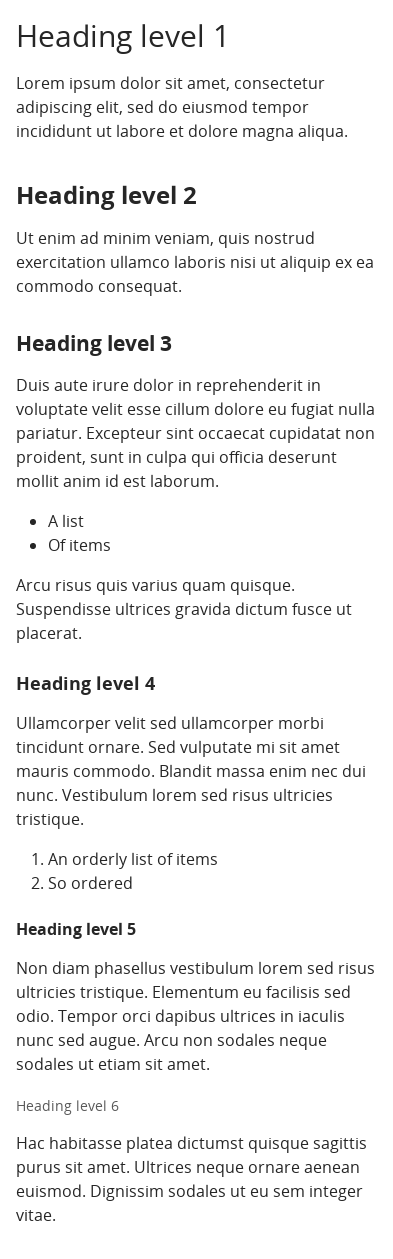 Heading level 1
Lorem ipsum dolor sit amet, consectetur
adipiscing elit, sed do eiusmod tempor
incididunt ut labore et dolore magna aliqua.
Heading level 2
Ut enim ad minim veniam, quis nostrud
exercitation ullamco laboris nisi ut aliquip ex ea
commodo consequat.
Heading level 3
Duis aute irure dolor in reprehenderit in
voluptate velit esse cillum dolore eu fugiat nulla
pariatur. Excepteur sint occaecat cupidatat non
proident, sunt in culpa qui officia deserunt
mollit anim id est laborum.
• A list
• Of items
Arcu risus quis varius quam quisque.
Suspendisse ultrices gravida dictum fusce ut
placerat.
Heading level 4
Ullamcorper velit sed ullamcorper morbi
tincidunt ornare. Sed vulputate mi sit amet
mauris commodo. Blandit massa enim nec dui
nunc. Vestibulum lorem sed risus ultricies
tristique.
1. An orderly list of items
2. So ordered
Heading level 5
Non diam phasellus vestibulum lorem sed risus
ultricies tristique. Elementum eu facilisis sed
odio. Tempor orci dapibus ultrices in iaculis
nunc sed augue. Arcu non sodales neque
sodales ut etiam sit amet.
Heading level 6
Hac habitasse platea dictumst quisque sagittis
purus sit amet. Ultrices neque ornare aenean
euismod. Dignissim sodales ut eu sem integer
vitae.